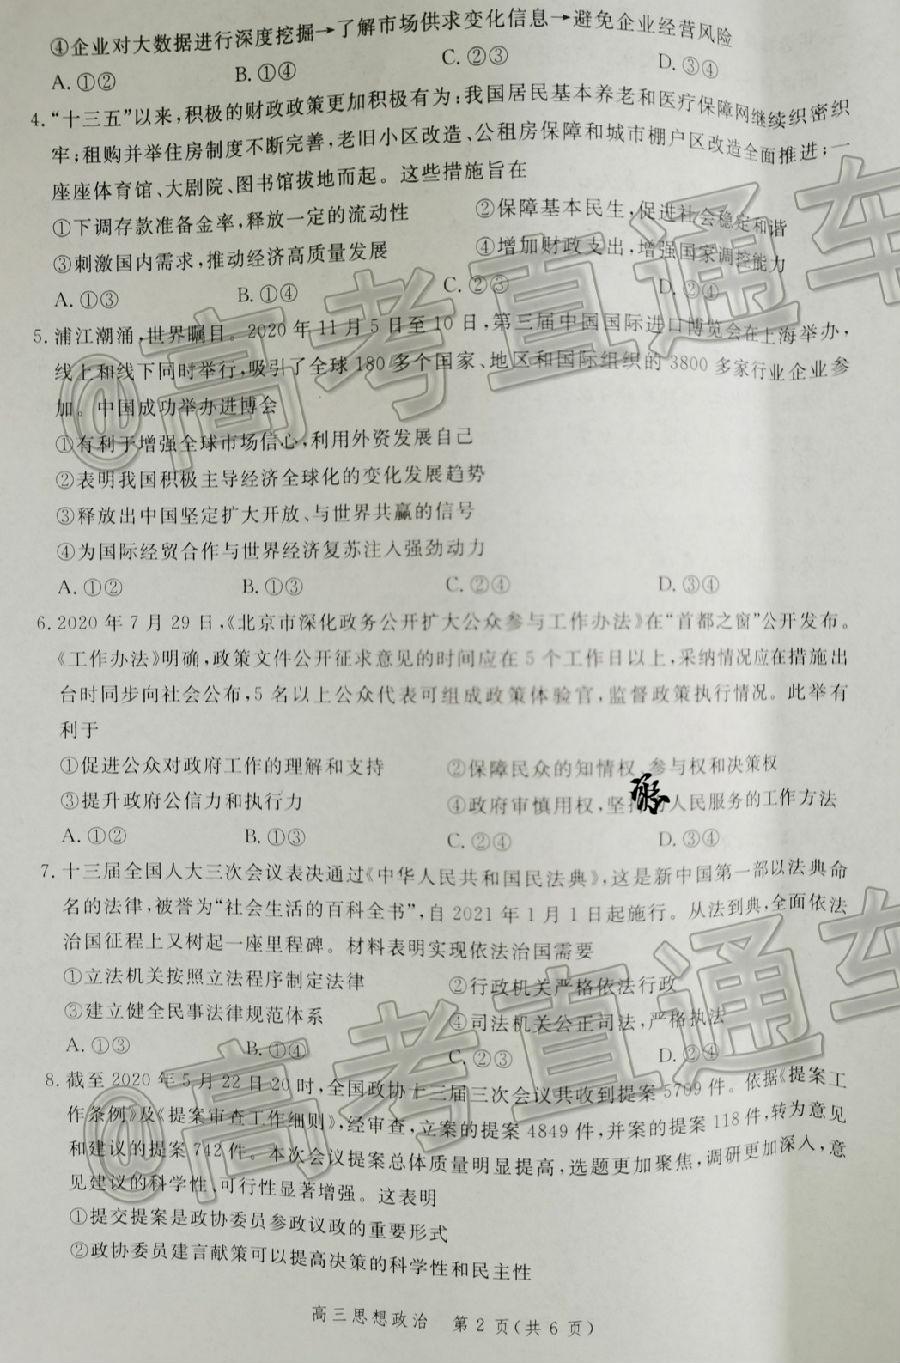 ④企业对大数据进行深度挖掘→了解市场供求变化信息→避免企业经营风险
A.①② B.①④ C.②③ D.③④
4.“十三五”以来,积极的财政政策更加积极有为;我国居民基本养老和医疗保障网继续织密织
牢;租购并举住房制度不断完善,老旧小区改造、公租房保障和城市棚户区改造全面推进;一
座座体育馆、大剧院、图书馆拔地而起。这些措施旨在
①下调存款准备金率,释放一定的流动性 ②保障基本民生,促进社会稳定和谐
③刺激国内需求,推动经济高质量发展 ④增加财政支出,增强国家调控能力
A.①③ B.①④ C.②③ D.②④
5.浦江潮涌,世界瞩目。2020年11月5日至10日,第三届中国国际进口博览会在上海举办,
线上和线下同时举行,吸引了全球180多个国家、地区和国际组织的3800多家行业企业参
加。中国成功举办进博会
①有利于增强全球市场信心,利用外资发展自己
②表明我国积极主导经济全球化的变化发展趋势
③释放出中国坚定扩大开放、与世界共赢的信号
④为国际经贸合作与世界经济复苏注入强劲动力
A.①② B.①③ C.②④ D.③④
6.2020年7月29日,《北京市深化政务公开扩大公众参与工作办法》在“首都之窗”公开发布。
《工作办法》明确,政策文件公开征求意见的时间应在5个工作日以上,采纳情况应在措施出
台时同步向社会公布,5名以上公众代表可组成政策体验官,监督政策执行情况。此举有
利于
①促进公众对政府工作的理解和支持 ②保障民众的知情权、参与权和决策权
③提升政府公信力和执行力 ④政府审慎用权,坚持为人民服务的工作方法
A.①② B.①③ C.②④ D.③④
7.十三届全国人大三次会议表决通过《中华人民共和国民法典》,这是新中国第一部以法典命
名的法律,被誉为“社会生活的百科全书”,自2021年1月1日起施行。从法到典,全面依法
治国征程上又树起一座里程碑。材料表明实现依法治国需要
①立法机关按照立法程序制定法律 ②行政机关严格依法行政
③建立健全民事法律规范体系 ④司法机关公正司法,严格执法
A.①③ B.①④ C.②③ D.②④
8.截至2020年5月22日20时,全国政协十三届三次会议共收到提案5709件。依据《提案工
作条例》及《提案审查工作细则》,经审查,立案的提案4849件,并案的提案118件,转为意见
和建议的提案742件。本次会议提案总体质量明显提高,选题更加聚焦,调研更加深入,意
见建议的科学性、可行性显著增强。这表明
①提交提案是政协委员参政议政的重要形式
②政协委员建言献策可以提高决策的科学性和民主性
高三思想政治 第2页(共6页)
@高考直通车
@高考直通车